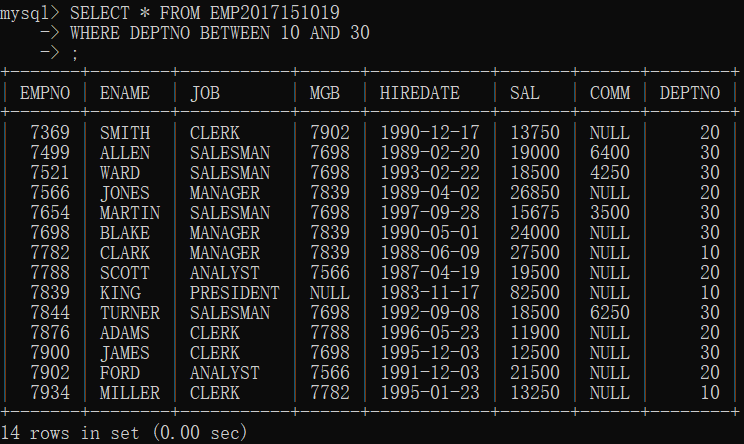 mysql> SELECT * FROM EMP2017151019
    -> WHERE DEPTNO BETWEEN 10 AND 30
    -> ;
+-------+--------+-----------+------+------------+-------+------+--------+
| EMPNO | ENAME  | JOB       | MGB  | HIREDATE   | SAL   | COMM | DEPTNO |
+-------+--------+-----------+------+------------+-------+------+--------+
|  7369 | SMITH  | CLERK     | 7902 | 1990-12-17 | 13750 | NULL |     20 |
|  7499 | ALLEN  | SALESMAN  | 7698 | 1989-02-20 | 19000 | 6400 |     30 |
|  7521 | WARD   | SALESMAN  | 7698 | 1993-02-22 | 18500 | 4250 |     30 |
|  7566 | JONES  | MANAGER   | 7839 | 1989-04-02 | 26850 | NULL |     20 |
|  7654 | MARTIN | SALESMAN  | 7698 | 1997-09-28 | 15675 | 3500 |     30 |
|  7698 | BLAKE  | MANAGER   | 7839 | 1990-05-01 | 24000 | NULL |     30 |
|  7782 | CLARK  | MANAGER   | 7839 | 1988-06-09 | 27500 | NULL |     10 |
|  7788 | SCOTT  | ANALYST   | 7566 | 1987-04-19 | 19500 | NULL |     20 |
|  7839 | KING   | PRESIDENT | NULL | 1983-11-17 | 82500 | NULL |     10 |
|  7844 | TURNER | SALESMAN  | 7698 | 1992-09-08 | 18500 | 6250 |     30 |
|  7876 | ADAMS  | CLERK     | 7788 | 1996-05-23 | 11900 | NULL |     20 |
|  7900 | JAMES  | CLERK     | 7698 | 1995-12-03 | 12500 | NULL |     30 |
|  7902 | FORD   | ANALYST   | 7566 | 1991-12-03 | 21500 | NULL |     20 |
|  7934 | MILLER | CLERK     | 7782 | 1995-01-23 | 13250 | NULL |     10 |
+-------+--------+-----------+------+------------+-------+------+--------+
14 rows in set (0.00 sec)